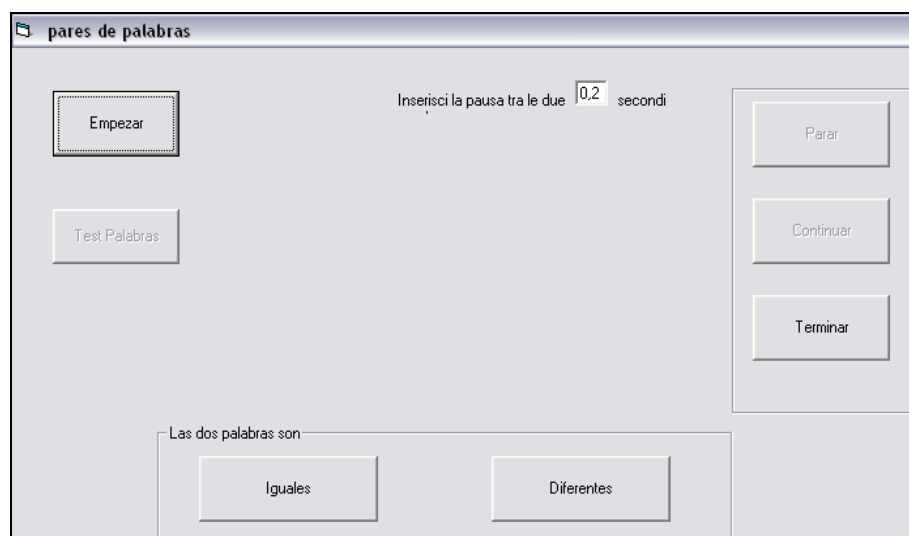 pares de palabras
Inserisci la pausa tra le due 0,2 secondi
Empezar
Parar
Test Palabras
Continuar
Terminar
Las dos palabras son
Iguales
Diferentes